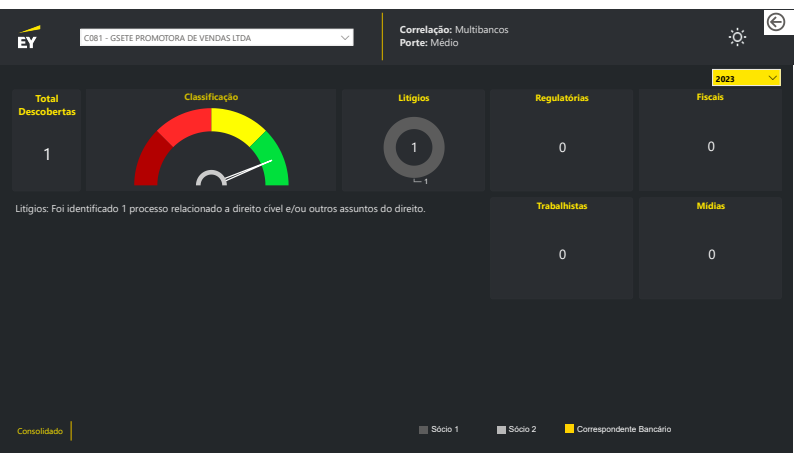 EY
C081 - GSETE PROMOTORA DE VENDAS LTDA
Correlação: Multibancos
Porte: Médio
2023
Total
Descobertas
1
Classificação
Litígios
1
1
Regulatórias
0
Fiscais
0
Litígios: Foi identificado 1 processo relacionado a direito cível e/ou outros assuntos do direito.
Trabalhistas
0
Mídias
0
Consolidado
Sócio 1
Sócio 2
Correspondente Bancário